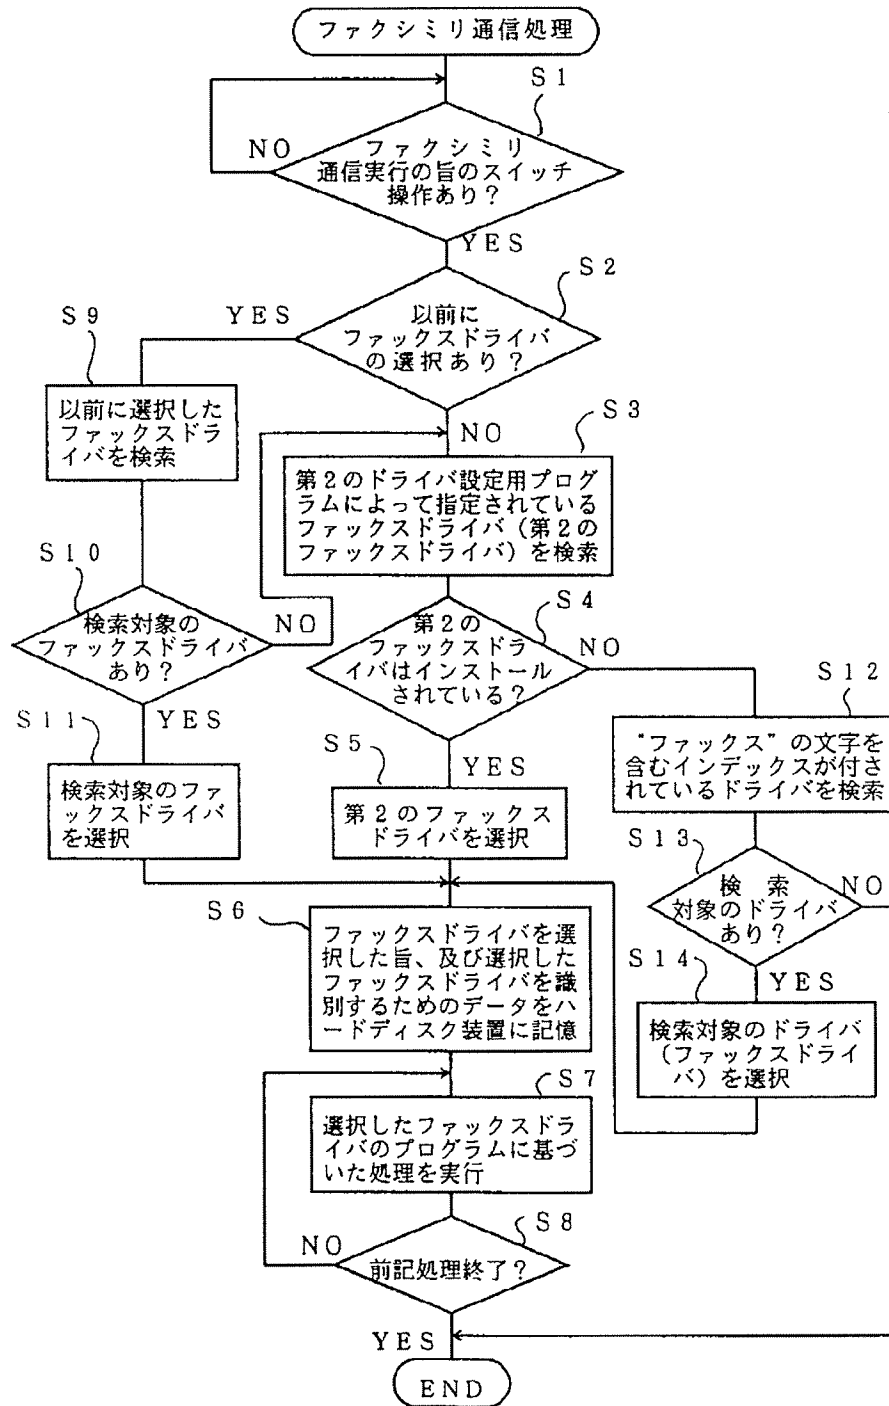 ファクシミリ通信処理
S1
ファクシミリ
通信実行の旨のスイッチ
操作あり？
NO
YES
S2
以前に
ファックスドライバ
の選択あり？
YES
NO
S9
以前に選択した
ファックスドラ
イバを検索
S3
第2のドライバ設定用プログ
ラムによって指定されている
ファックスドライバ（第2の
ファックスドライバ）を検索
S10
検索対象の
ファックスドライバ
あり？
NO
YES
S4
第2の
ファックスドラ
イバはインストール
されている？
NO
YES
S11
検索対象のファ
ックスドライバ
を選択
S5
第2のファックス
ドライバを選択
S12
“ファックス”の文字を
含むインデックスが付さ
れているドライバを検索
S13
検索
対象のドライバ
あり？
NO
YES
S6
ファックスドライバを選
択した旨、及び選択した
ファックスドライバを識
別するためのデータをハ
ードディスク装置に記憶
S14
検索対象のドライバ
（ファックスドライ
バ）を選択
S7
選択したファックスドラ
イバのプログラムに基づ
いた処理を実行
S8
前記処理終了？
NO
YES
END